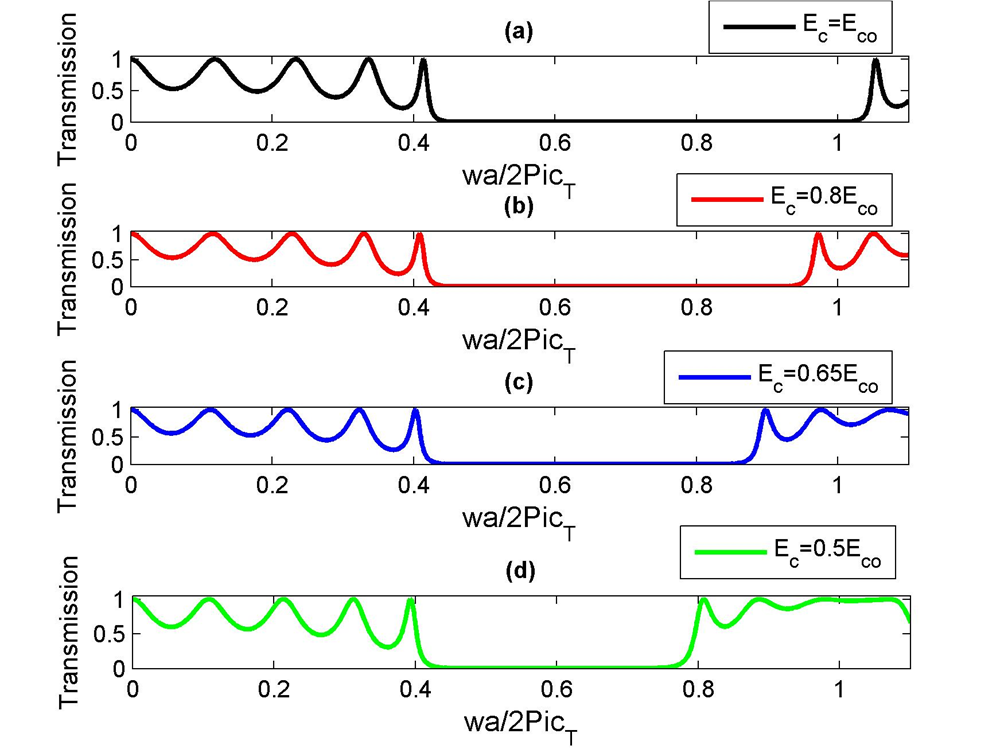 (a)
E_c=E_co
Transmission
1
0.5
0
0 0.2 0.4 0.6 0.8 1
wa/2Pic_T
(b)
E_c=0.8E_co
Transmission
1
0.5
0
0 0.2 0.4 0.6 0.8 1
wa/2Pic_T
(c)
E_c=0.65E_co
Transmission
1
0.5
0
0 0.2 0.4 0.6 0.8 1
wa/2Pic_T
(d)
E_c=0.5E_co
Transmission
1
0.5
0
0 0.2 0.4 0.6 0.8 1
wa/2Pic_T